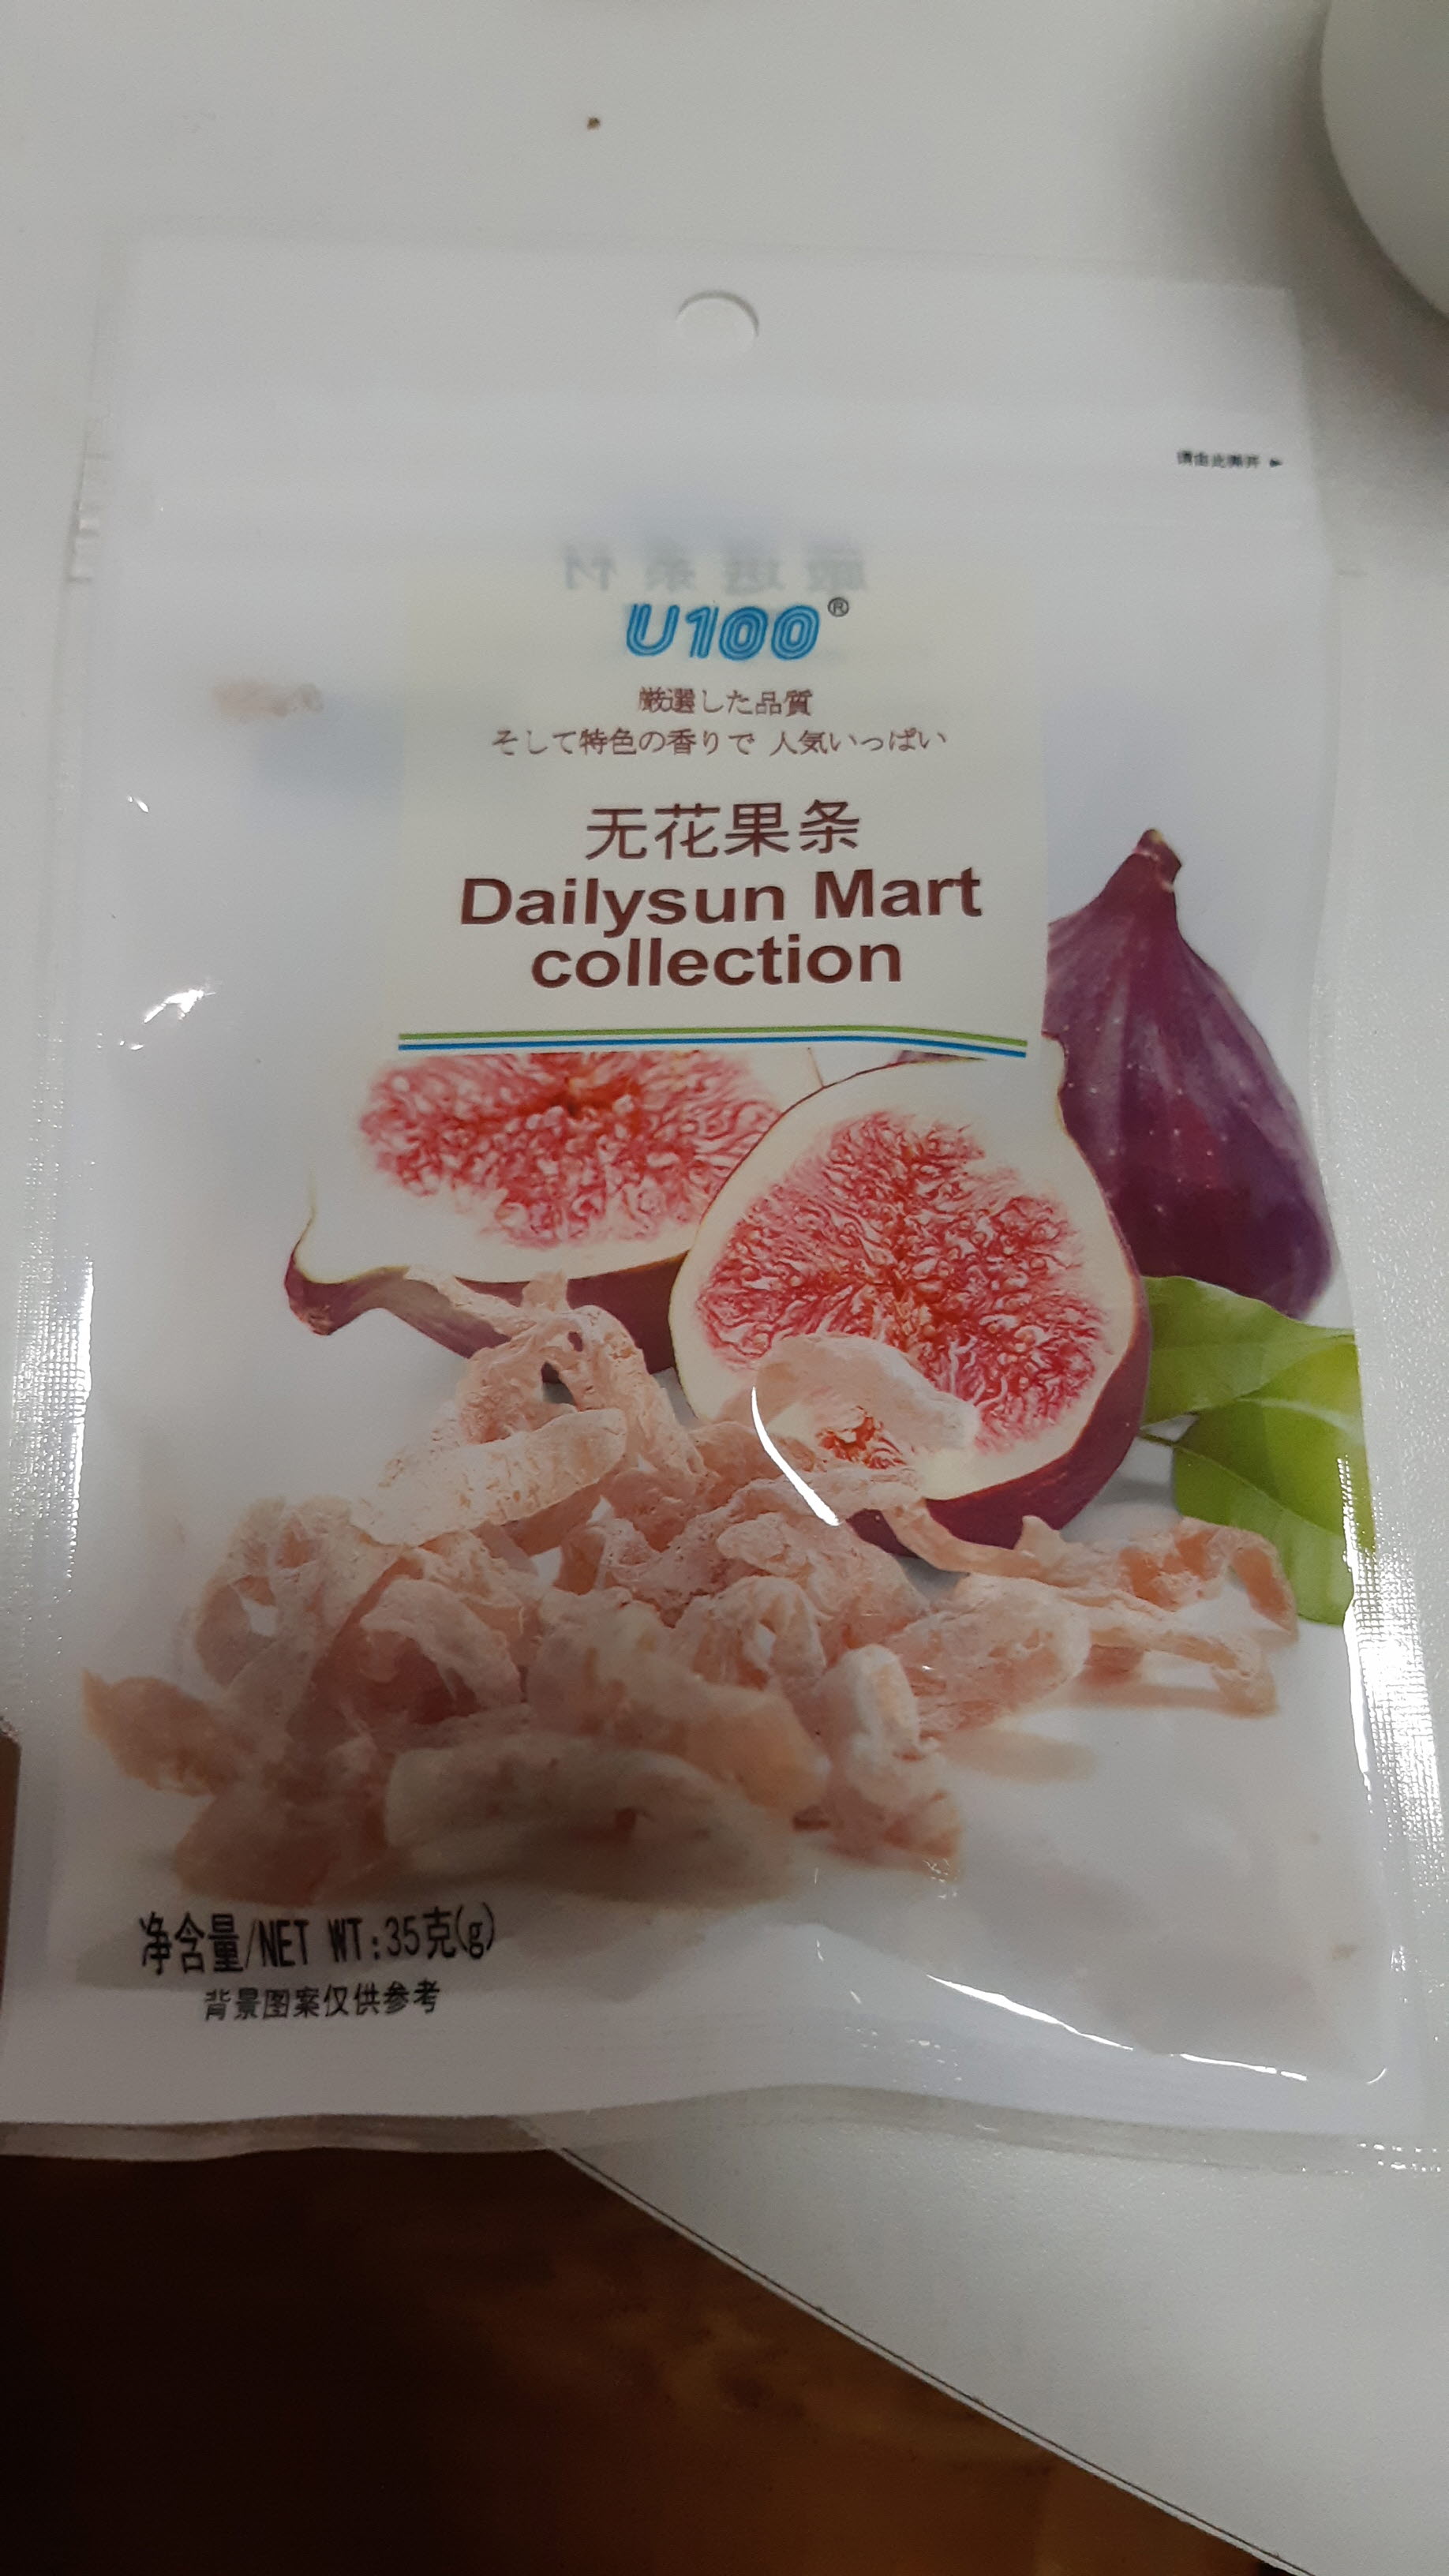 请由此撕开
U100®
厳選した品質
そして特色の香りで 人気いっぱい
无花果条
Dailysun Mart
collection
净含量/NET WT:35克(g)
背景图案仅供参考